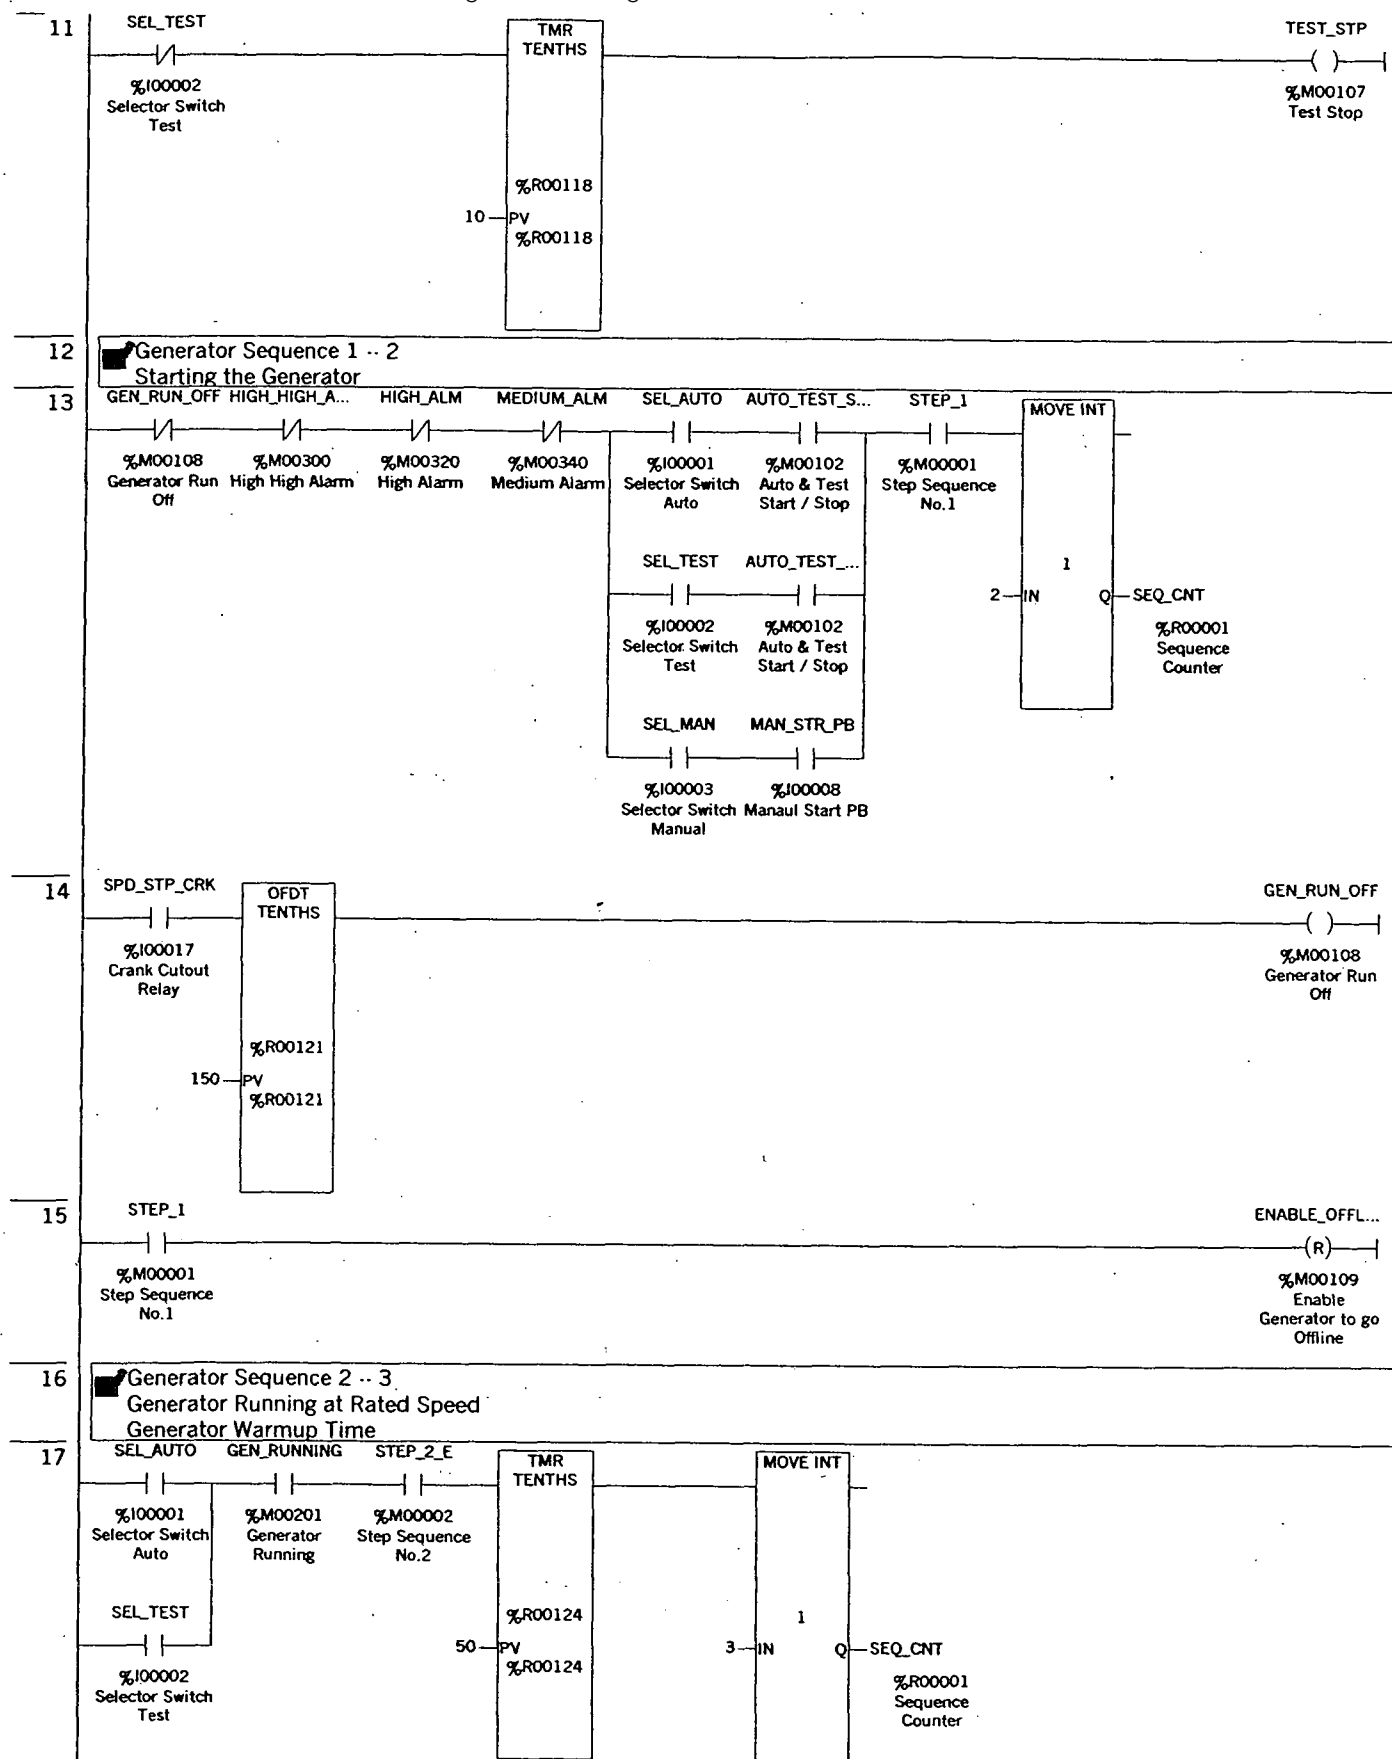 11
SEL_TEST
%I00002
Selector Switch
Test
TMR
TENTHS
%R00118
10
PV
%R00118
TEST_STP
%M00107
Test Stop
12
Generator Sequence 1 -- 2
Starting the Generator
13
GEN_RUN_OFF HIGH_HIGH_A... HIGH_ALM MEDIUM_ALM SEL_AUTO AUTO_TEST_S... STEP_1
MOVE INT
%M00108 %M00300 %M00320 %M00340 %I00001 %M00102 %M00001
Generator Run High High Alarm High Alarm Medium Alarm Selector Switch Auto & Test Step Sequence
Off Auto Start / Stop No.1
SEL_TEST AUTO_TEST_...
1
2 IN Q SEQ_CNT
%I00002 %M00102 %R00001
Selector Switch Auto & Test Sequence
Test Start / Stop Counter
SEL_MAN MAN_STR_PB
%I00003 %I00008
Selector Switch Manaul Start PB
Manual
14
SPD_STP_CRK
%I00017
Crank Cutout
Relay
OFDT
TENTHS
%R00121
150 PV
%R00121
GEN_RUN_OFF
%M00108
Generator Run
Off
15
STEP_1
%M00001
Step Sequence
No.1
ENABLE_OFFL...
(R)
%M00109
Enable
Generator to go
Offline
16
Generator Sequence 2 -- 3
Generator Running at Rated Speed
Generator Warmup Time
17
SEL_AUTO GEN_RUNNING STEP_2_E
%I00001 %M00201 %M00002
Selector Switch Generator Step Sequence
Auto Running No.2
SEL_TEST
%I00002
Selector Switch
Test
TMR
TENTHS
%R00124
50 PV
%R00124
MOVE INT
1
3 IN Q SEQ_CNT
%R00001
Sequence
Counter